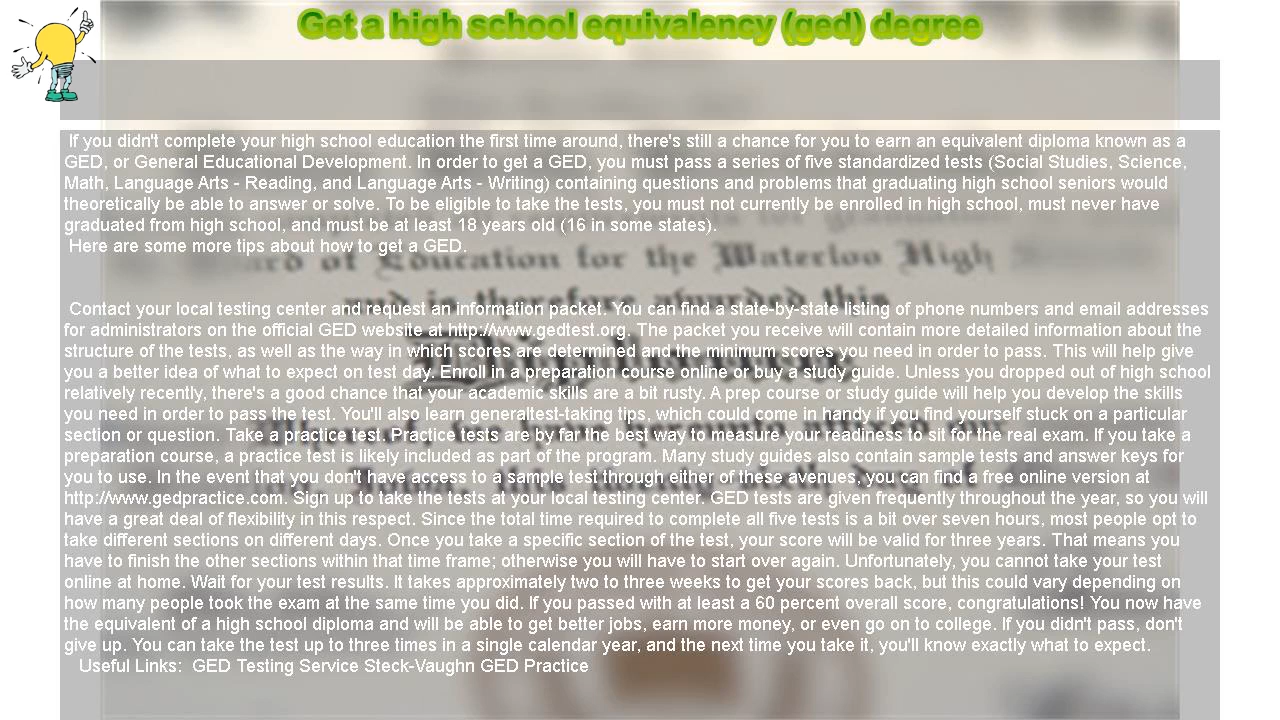 Get a high school equivalency (ged) degree
If you didn't complete your high school education the first time around, there's still a chance for you to earn an equivalent diploma known as a
GED, or General Educational Development. In order to get a GED, you must pass a series of five standardized tests (Social Studies, Science,
Math, Language Arts - Reading, and Language Arts - Writing) containing questions and problems that graduating high school seniors would
theoretically be able to answer or solve. To be eligible to take the tests, you must not currently be enrolled in high school, must never have
graduated from high school, and must be at least 18 years old (16 in some states).
Here are some more tips about how to get a GED.
Board of Education for the Waterloo High
and is therefore awarded this
Contact your local testing center and request an information packet. You can find a state-by-state listing of phone numbers and email addresses
for administrators on the official GED website at http://www.gedtest.org. The packet you receive will contain more detailed information about the
structure of the tests, as well as the way in which scores are determined and the minimum scores you need in order to pass. This will help give
you a better idea of what to expect on test day. Enroll in a preparation course online or buy a study guide. Unless you dropped out of high school
relatively recently, there's a good chance that your academic skills are a bit rusty. A prep course or study guide will help you develop the skills
you need in order to pass the test. You'll also learn generaltest-taking tips, which could come in handy if you find yourself stuck on a particular
section or question. Take a practice test. Practice tests are by far the best way to measure your readiness to sit for the real exam. If you take a
preparation course, a practice test is likely included as part of the program. Many study guides also contain sample tests and answer keys for
you to use. In the event that you don't have access to a sample test through either of these avenues, you can find a free online version at
http://www.gedpractice.com. Sign up to take the tests at your local testing center. GED tests are given frequently throughout the year, so you will
have a great deal of flexibility in this respect. Since the total time required to complete all five tests is a bit over seven hours, most people opt to
take different sections on different days. Once you take a specific section of the test, your score will be valid for three years. That means you
have to finish the other sections within that time frame; otherwise you will have to start over again. Unfortunately, you cannot take your test
online at home. Wait for your test results. It takes approximately two to three weeks to get your scores back, but this could vary depending on
how many people took the exam at the same time you did. If you passed with at least a 60 percent overall score, congratulations! You now have
the equivalent of a high school diploma and will be able to get better jobs, earn more money, or even go on to college. If you didn't pass, don't
give up. You can take the test up to three times in a single calendar year, and the next time you take it, you'll know exactly what to expect.
Useful Links:  GED Testing Service Steck-Vaughn GED Practice